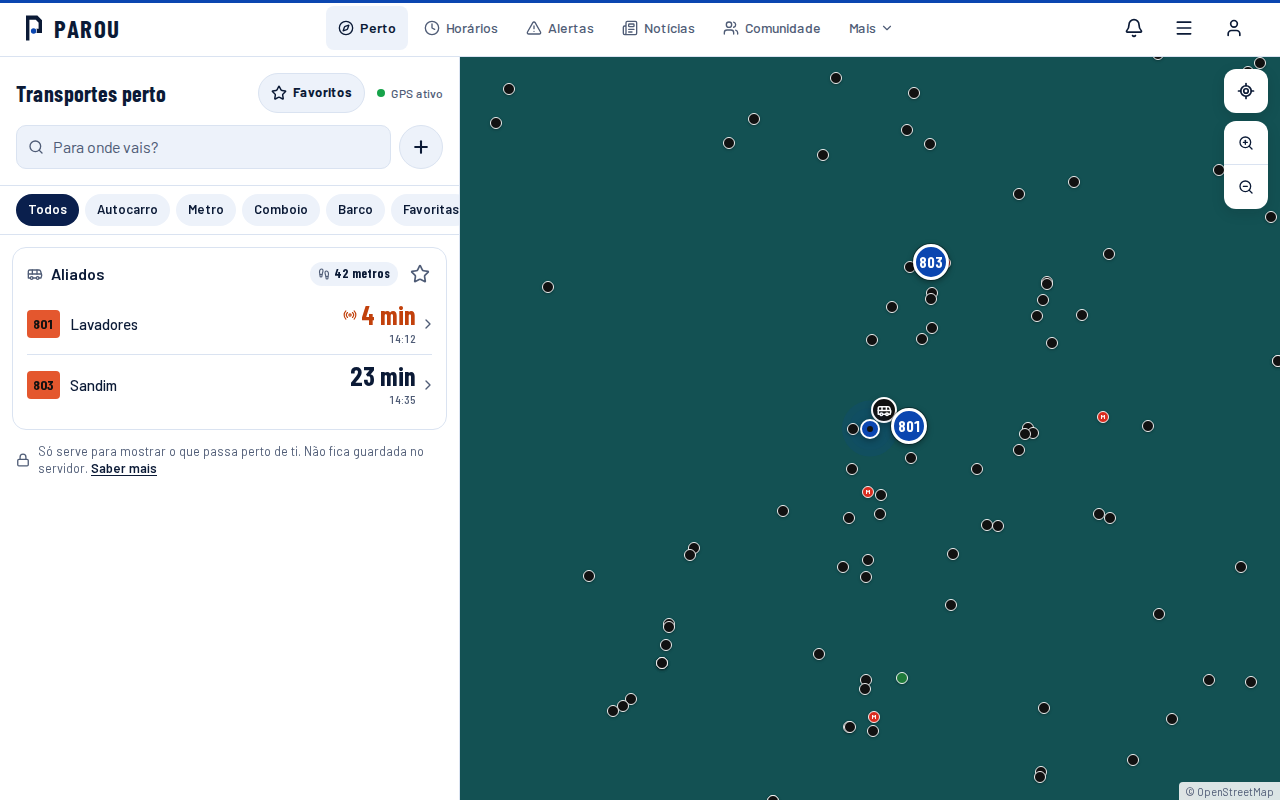 PAROU
Perto
Horários
Alertas
Notícias
Comunidade
Mais
Transportes perto
Favoritos
GPS ativo
Para onde vais?
Todos
Autocarro
Metro
Comboio
Barco
Favoritas
Aliados
42 metros
801
Lavadores
4 min
14:12
803
Sandim
23 min
14:35
Só serve para mostrar o que passa perto de ti. Não fica guardada no
servidor. Saber mais
803
801
M
M
M
© OpenStreetMap